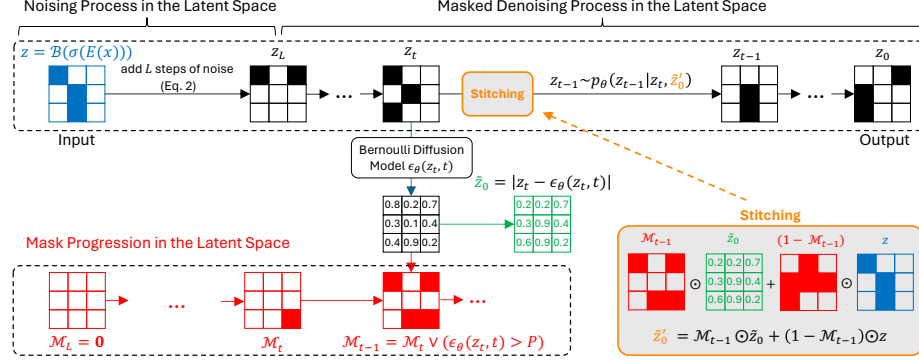 Noising Process in the Latent Space
Masked Denoising Process in the Latent Space
z = ℬ(σ(E(x)))
add L steps of noise
(Eq. 2)
Input
z_L
...
z_t
Stitching
z_{t−1}~p_θ(z_{t−1}|z_t, z̃′_0)
z_{t−1}
...
z_0
Output
Bernoulli Diffusion
Model ϵ_θ(z_t, t)
z̃_0 = |z_t − ϵ_θ(z_t, t)|
0.8 0.2 0.7
0.3 0.1 0.4
0.4 0.9 0.2
0.2 0.2 0.7
0.3 0.9 0.4
0.6 0.9 0.2
Mask Progression in the Latent Space
...
...
ℳ_L = 𝟎
ℳ_t
ℳ_{t−1} = ℳ_t ∨ (ϵ_θ(z_t, t) > P)
Stitching
ℳ_{t−1}
z̃_0
(1 − ℳ_{t−1})
z
⊙
0.2 0.2 0.7
0.3 0.9 0.4
0.6 0.9 0.2
+
⊙
z̃′_0 = ℳ_{t−1} ⊙ z̃_0 + (1 − ℳ_{t−1}) ⊙ z